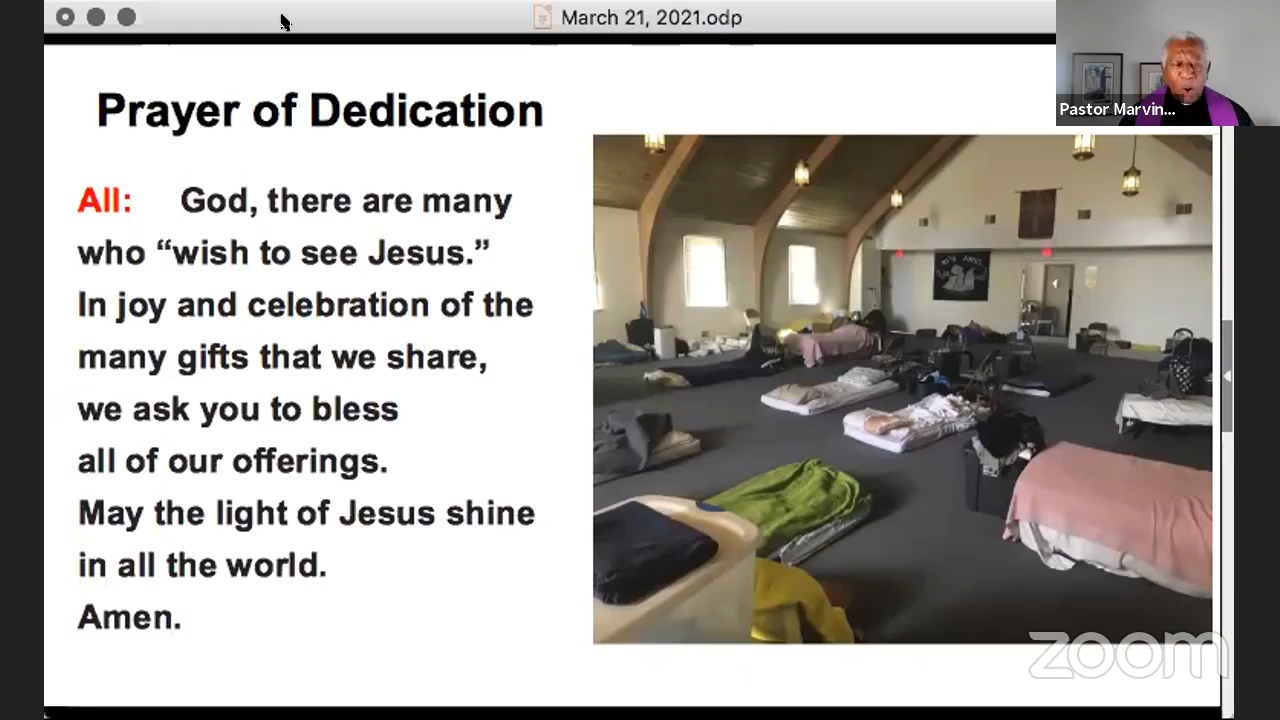 March 21, 2021.odp
Pastor Marvin...
Prayer of Dedication
All: God, there are many
who “wish to see Jesus.”
In joy and celebration of the
many gifts that we share,
we ask you to bless
all of our offerings.
May the light of Jesus shine
in all the world.
Amen.
zoom